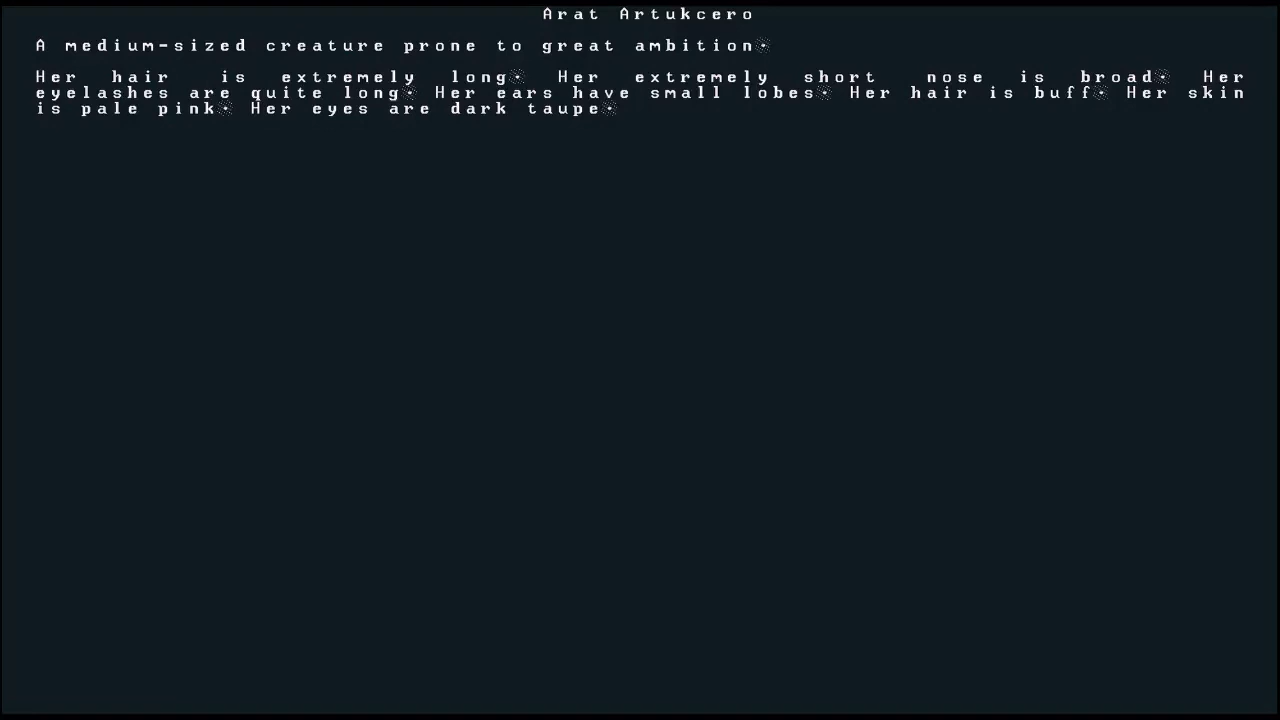 Arat Artukcero
A medium-sized creature prone to great ambition.
Her hair is extremely long. Her extremely short nose is broad. Her
eyelashes are quite long. Her ears have small lobes. Her hair is buff. Her skin
is pale pink. Her eyes are dark taupe.